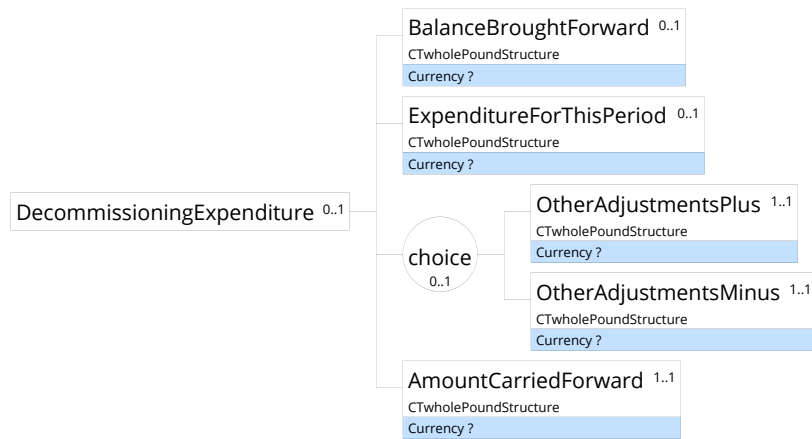 BalanceBroughtForward 0..1
CTwholePoundStructure
Currency ?
ExpenditureForThisPeriod 0..1
CTwholePoundStructure
Currency ?
DecommissioningExpenditure 0..1
choice
0..1
OtherAdjustmentsPlus 1..1
CTwholePoundStructure
Currency ?
OtherAdjustmentsMinus 1..1
CTwholePoundStructure
Currency ?
AmountCarriedForward 1..1
CTwholePoundStructure
Currency ?